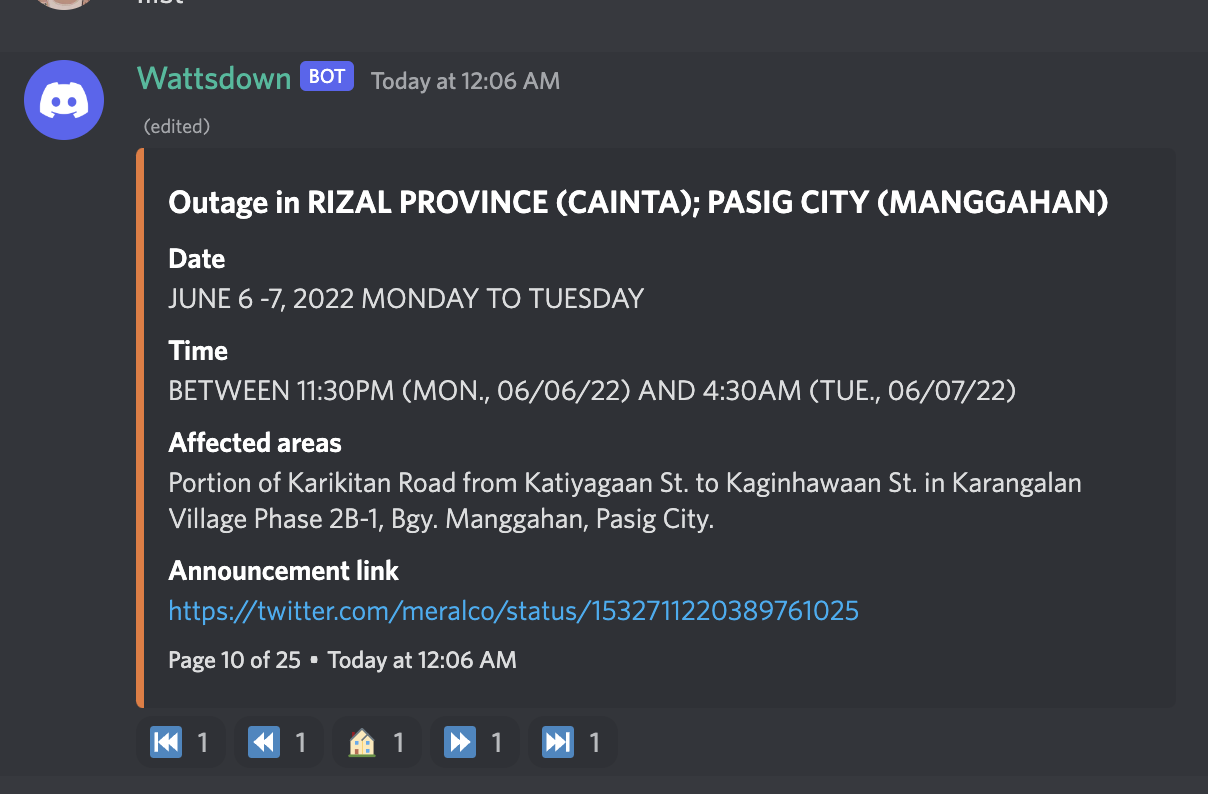 Wattsdown BOT Today at 12:06 AM
(edited)
Outage in RIZAL PROVINCE (CAINTA); PASIG CITY (MANGGAHAN)
Date
JUNE 6 -7, 2022 MONDAY TO TUESDAY
Time
BETWEEN 11:30PM (MON., 06/06/22) AND 4:30AM (TUE., 06/07/22)
Affected areas
Portion of Karikitan Road from Katiyagaan St. to Kaginhawaan St. in Karangalan
Village Phase 2B-1, Bgy. Manggahan, Pasig City.
Announcement link
https://twitter.com/meralco/status/1532711220389761025
Page 10 of 25 • Today at 12:06 AM
1 1 1 1 1